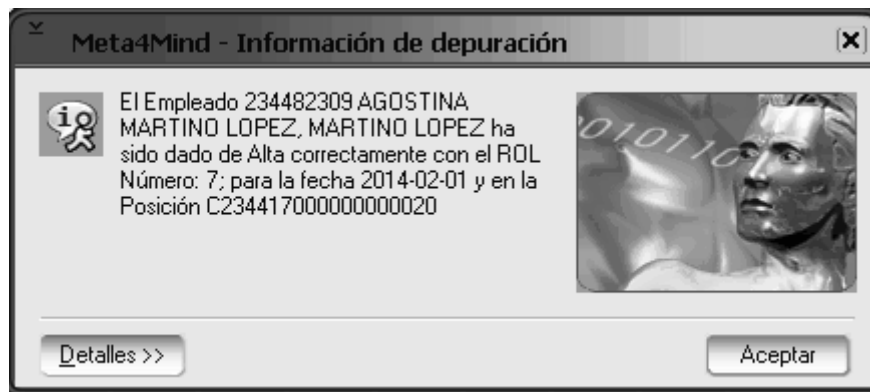 Meta4Mind - Información de depuración
El Empleado 234482309 AGOSTINA
MARTINO LOPEZ, MARTINO LOPEZ ha
sido dado de Alta correctamente con el ROL
Número: 7; para la fecha 2014-02-01 y en la
Posición C234417000000000020
010110
Detalles >>
Aceptar